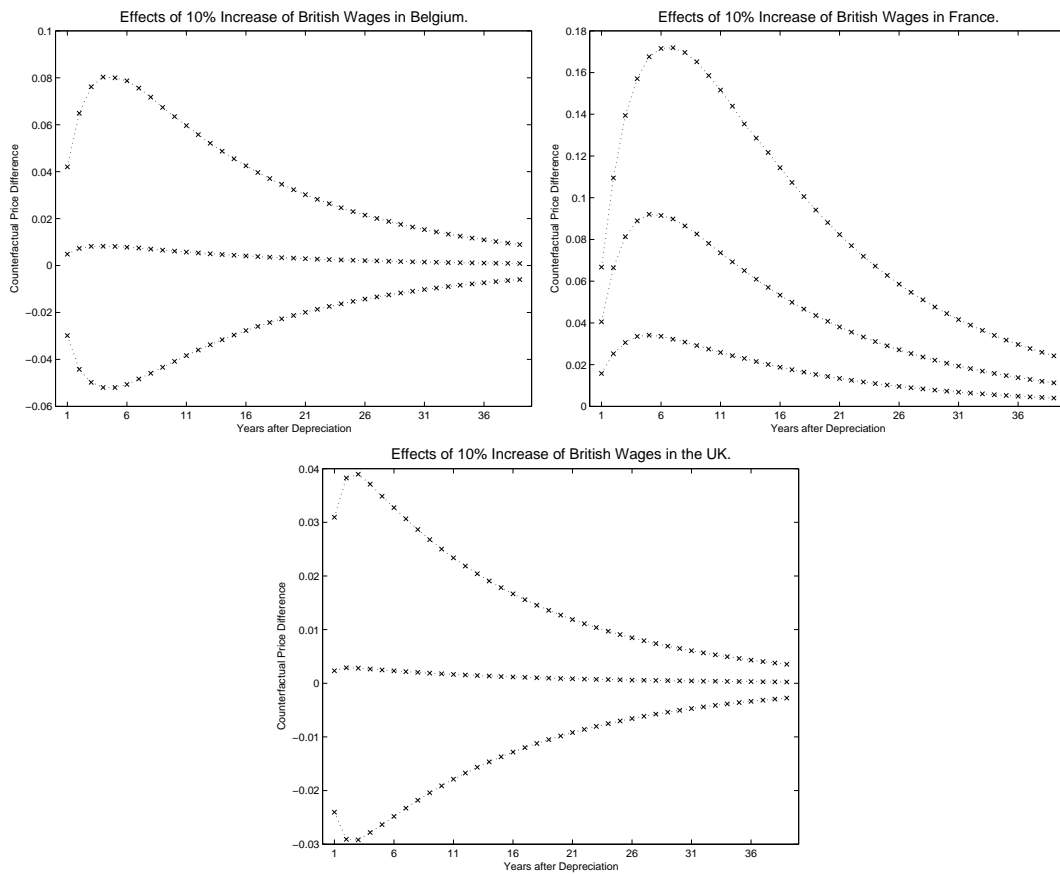 Effects of 10% Increase of British Wages in Belgium.
0.1
0.08
0.06
0.04
0.02
0
−0.02
−0.04
−0.06
Counterfactual Price Difference
1 6 11 16 21 26 31 36
Years after Depreciation
Effects of 10% Increase of British Wages in France.
0.18
0.16
0.14
0.12
0.1
0.08
0.06
0.04
0.02
0
Counterfactual Price Difference
1 6 11 16 21 26 31 36
Years after Depreciation
Effects of 10% Increase of British Wages in the UK.
0.04
0.03
0.02
0.01
0
−0.01
−0.02
−0.03
Counterfactual Price Difference
1 6 11 16 21 26 31 36
Years after Depreciation